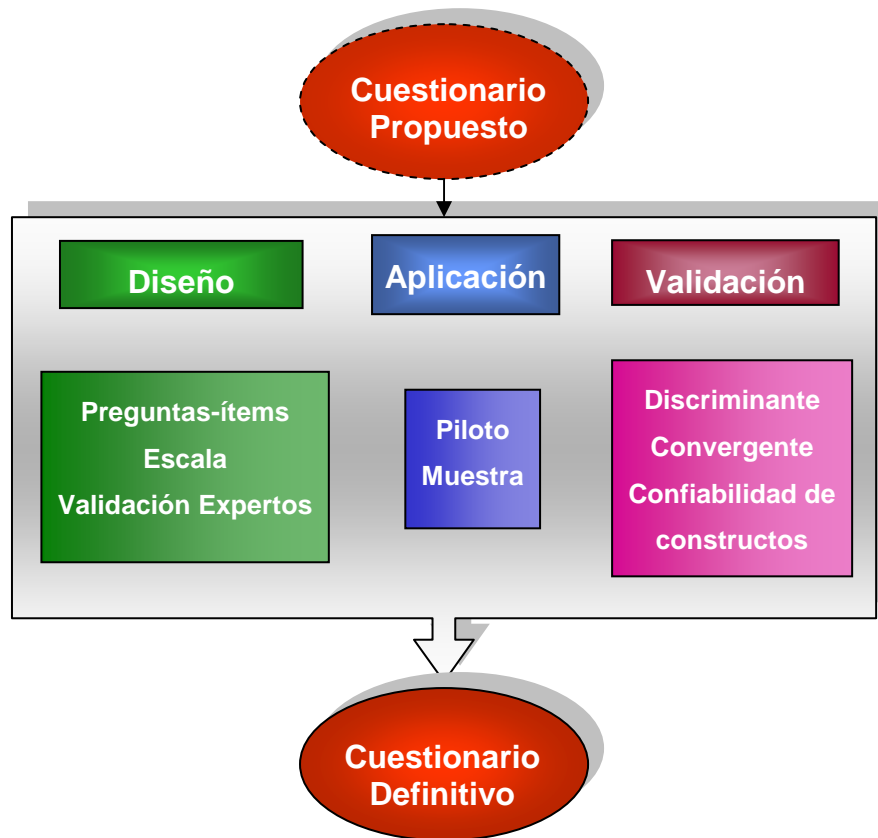 Cuestionario
Propuesto
Diseño
Aplicación
Validación
Preguntas-ítems
Escala
Validación Expertos
Piloto
Muestra
Discriminante
Convergente
Confiabilidad de
constructos
Cuestionario
Definitivo